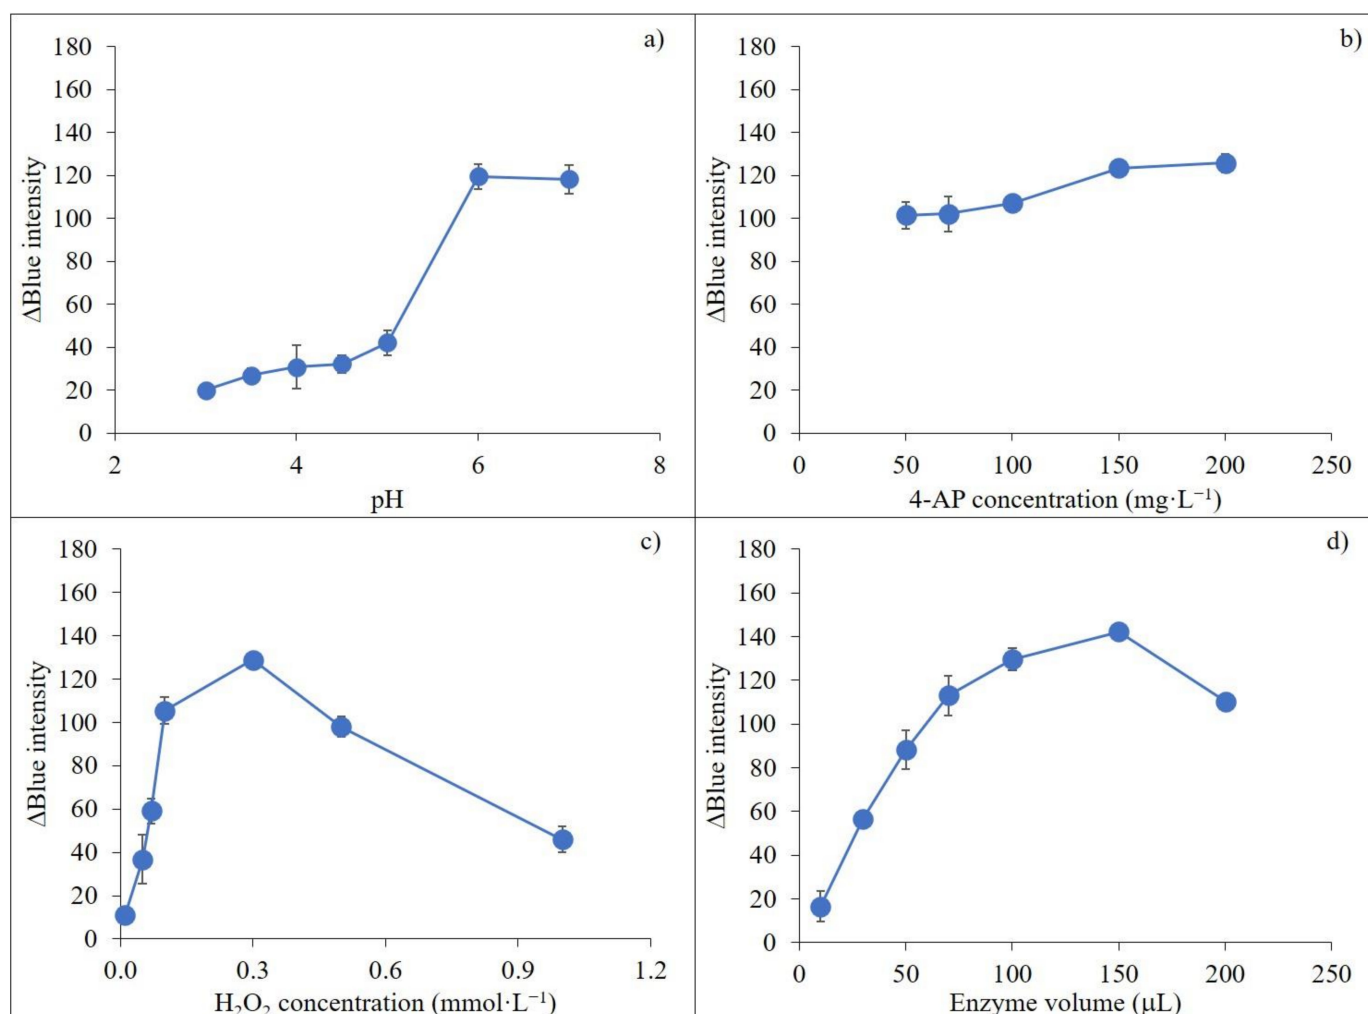 a)
180
160
140
120
100
80
60
40
20
0
ΔBlue intensity
2 4 6 8
pH
b)
180
160
140
120
100
80
60
40
20
0
ΔBlue intensity
0 50 100 150 200 250
4-AP concentration (mg·L⁻¹)
c)
180
160
140
120
100
80
60
40
20
0
ΔBlue intensity
0.0 0.3 0.6 0.9 1.2
H₂O₂ concentration (mmol·L⁻¹)
d)
180
160
140
120
100
80
60
40
20
0
ΔBlue intensity
0 50 100 150 200 250
Enzyme volume (μL)